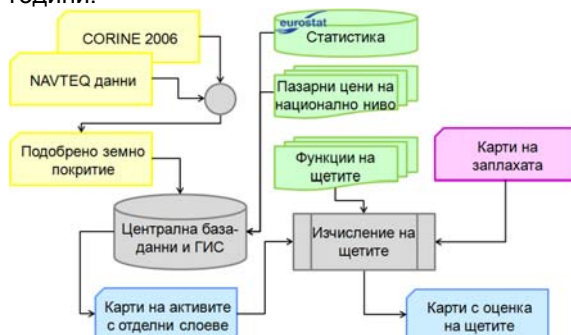 години.
CORINE 2006
NAVTEQ данни
Подобрено земно
покритие
eurostat
Статистика
Пазарни цени на
национално ниво
Функции на
щетите
Карти на
заплахата
Централна база-
данни и ГИС
Изчисление на
щетите
Карти на активите
с отделни слоеве
Карти с оценка
на щетите